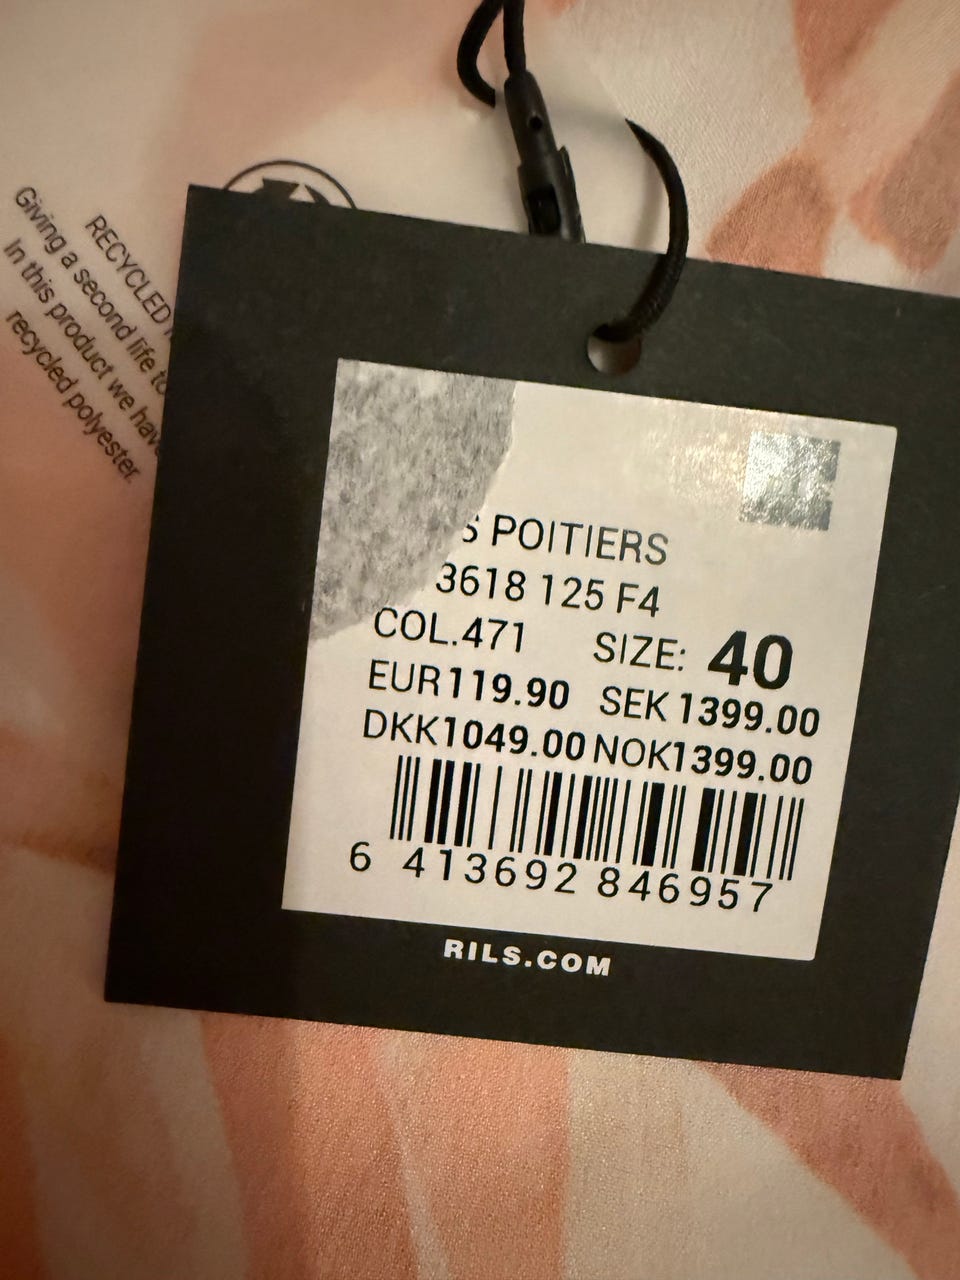 RECYCLED
Giving a second life to
In this product we have
recycled polyester.
POITIERS
3618 125 F4
COL.471 SIZE: 40
EUR119.90 SEK 1399.00
DKK1049.00 NOK1399.00
6 413692 846957
RILS.COM